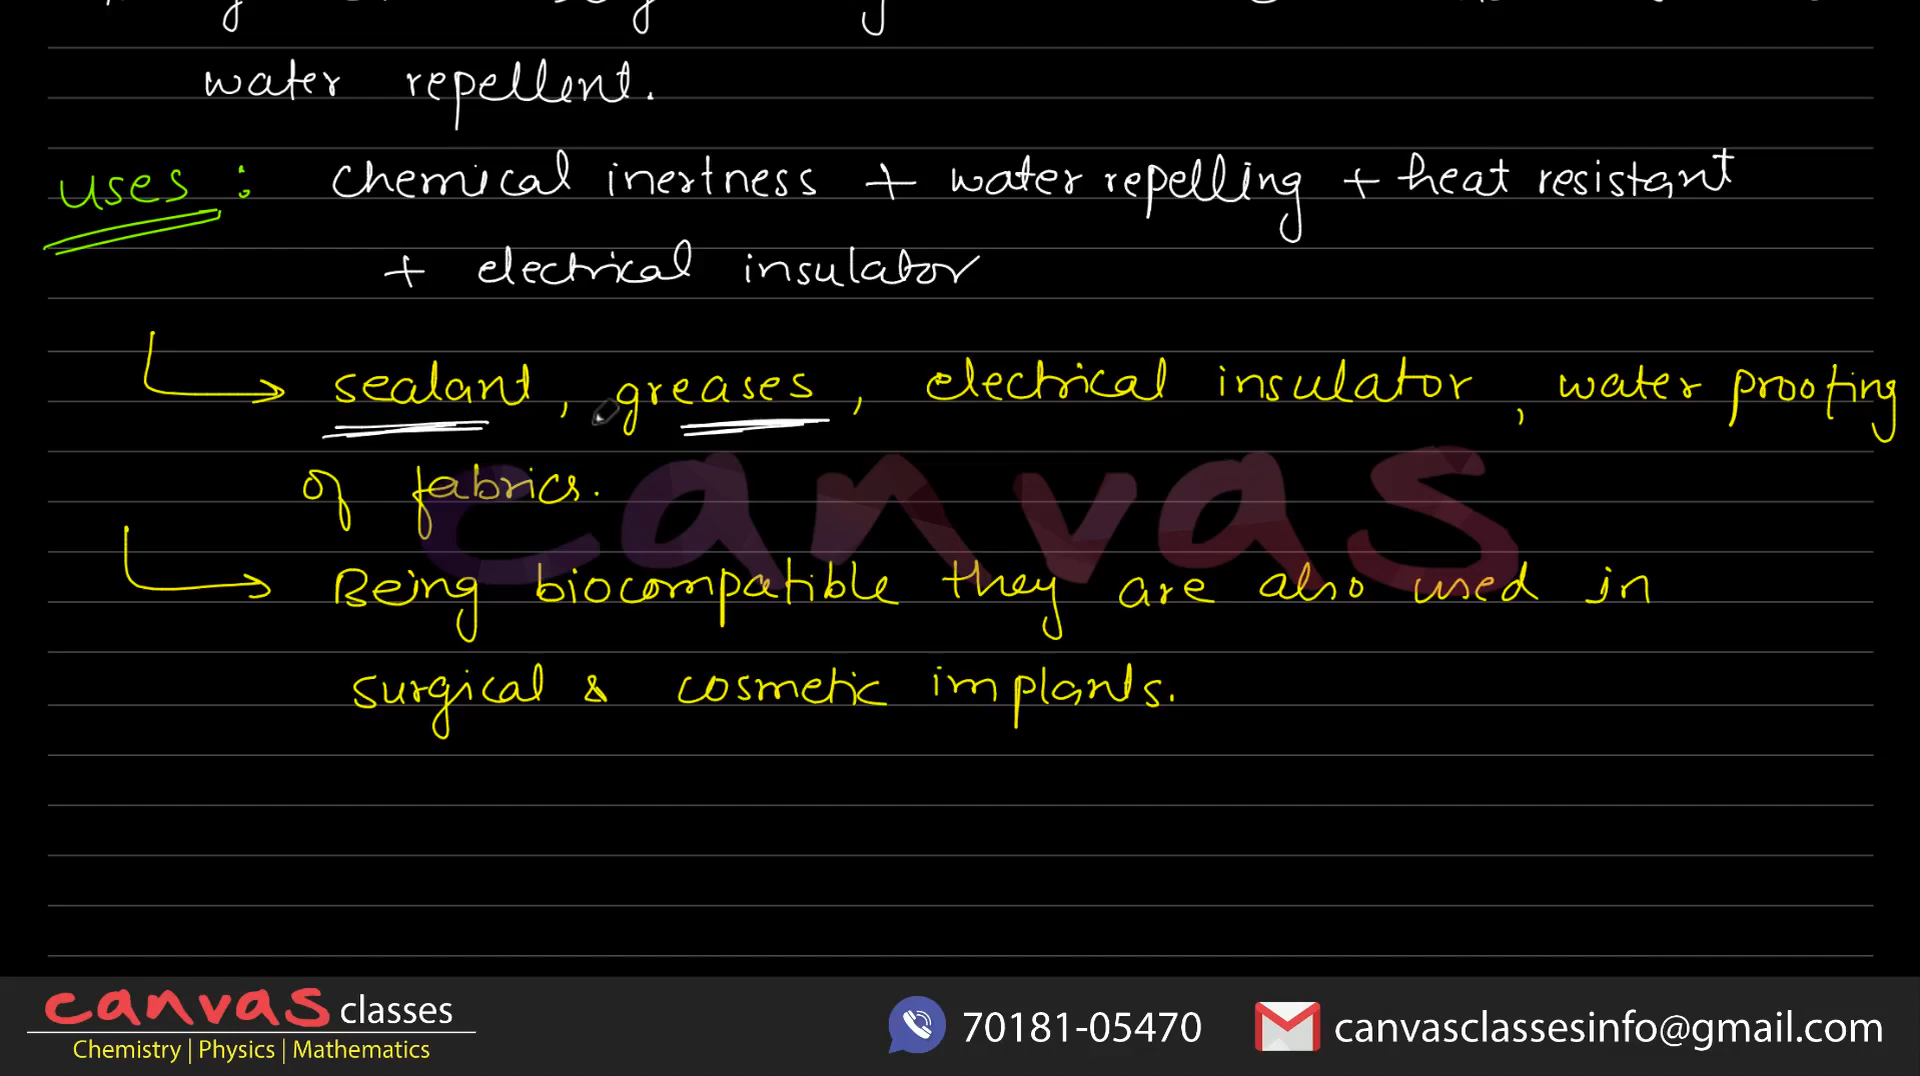 water repellent.
uses : chemical inertness + water repelling + heat resistant
+ electrical insulator
sealant, greases, electrical insulator, water proofing
of fabrics.
canvas
Being biocompatible they are also used in
surgical & cosmetic implants.
canvas classes
Chemistry | Physics | Mathematics
70181-05470
canvasclassesinfo@gmail.com